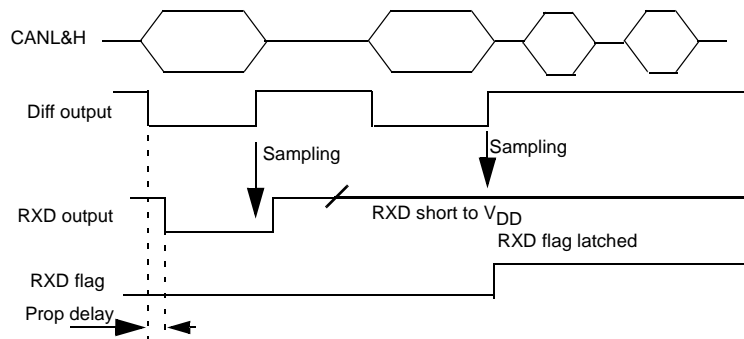 CANL&H
Diff output
Sampling
Sampling
RXD output
RXD short to VDD
RXD flag latched
RXD flag
Prop delay